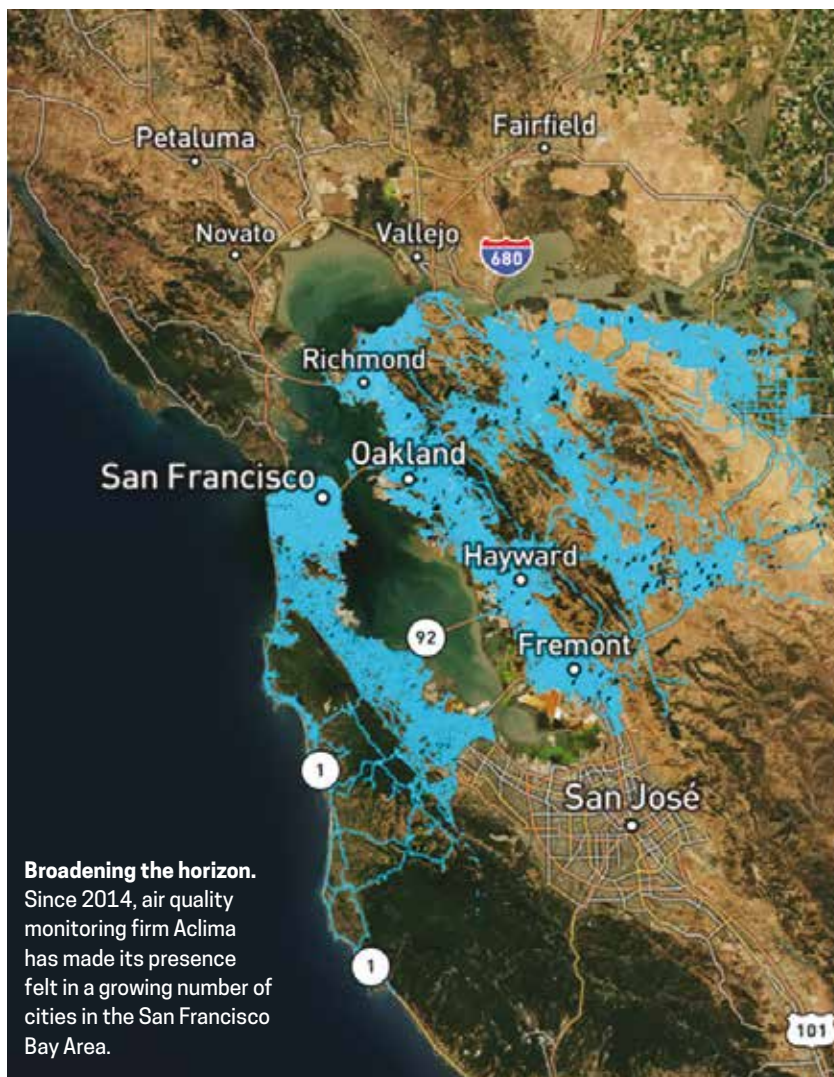 Petaluma
Fairfield
Novato
Vallejo
680
Richmond
Oakland
San Francisco
Hayward
92
Fremont
1
San José
Broadening the horizon.
Since 2014, air quality
monitoring firm Aclima
has made its presence
felt in a growing number of
cities in the San Francisco
Bay Area.
1
101